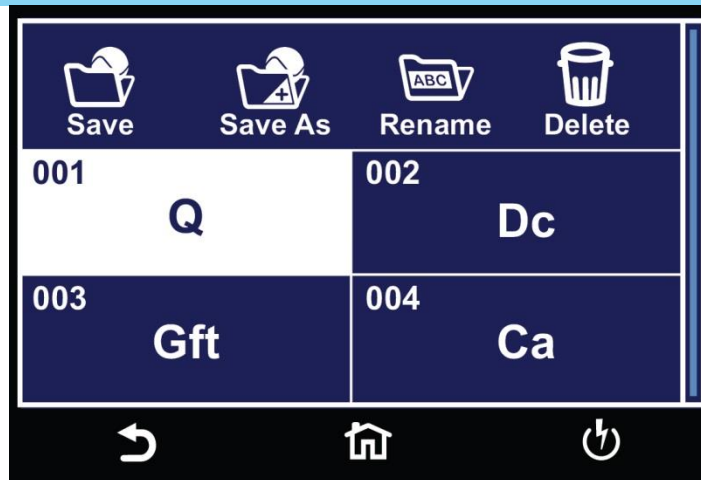 Save Save As Rename Delete
ABC
001 002
Q Dc
003 004
Gft Ca